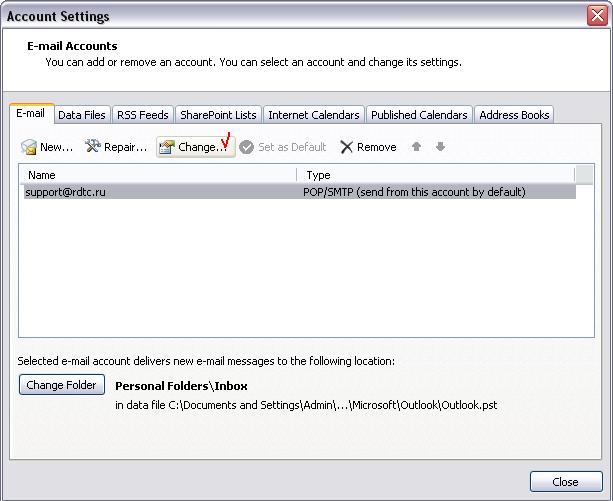 Account Settings
E-mail Accounts
You can add or remove an account. You can select an account and change its settings.
E-mail Data Files RSS Feeds SharePoint Lists Internet Calendars Published Calendars Address Books
New... Repair... Change... Set as Default Remove
Name Type
support@rdtc.ru POP/SMTP (send from this account by default)
Selected e-mail account delivers new e-mail messages to the following location:
Change Folder Personal Folders\Inbox
in data file C:\Documents and Settings\Admin\...\Microsoft\Outlook\Outlook.pst
Close